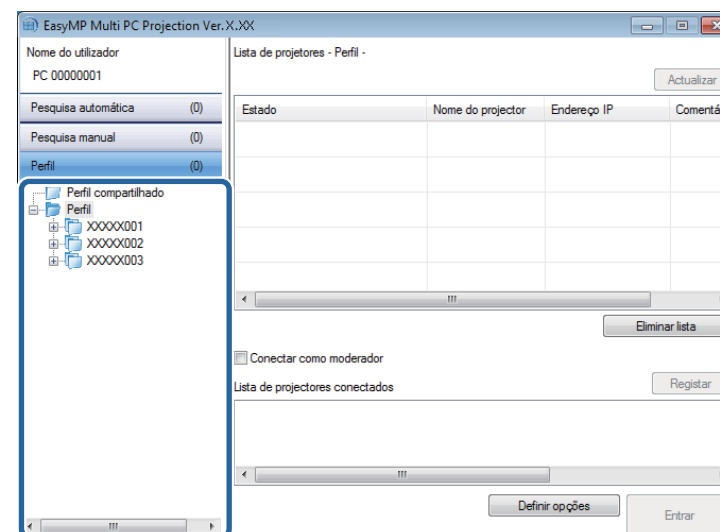 EasyMP Multi PC Projection Ver.X.XX
Nome do utilizador
PC 00000001
Pesquisa automática (0)
Pesquisa manual (0)
Perfil (0)
Perfil compartilhado
Perfil
XXXXX001
XXXXX002
XXXXX003
Lista de projetores - Perfil -
Actualizar
Estado Nome do projector Endereço IP Comentá
Eliminar lista
Conectar como moderador
Lista de projectores conectados
Registar
Definir opções
Entrar